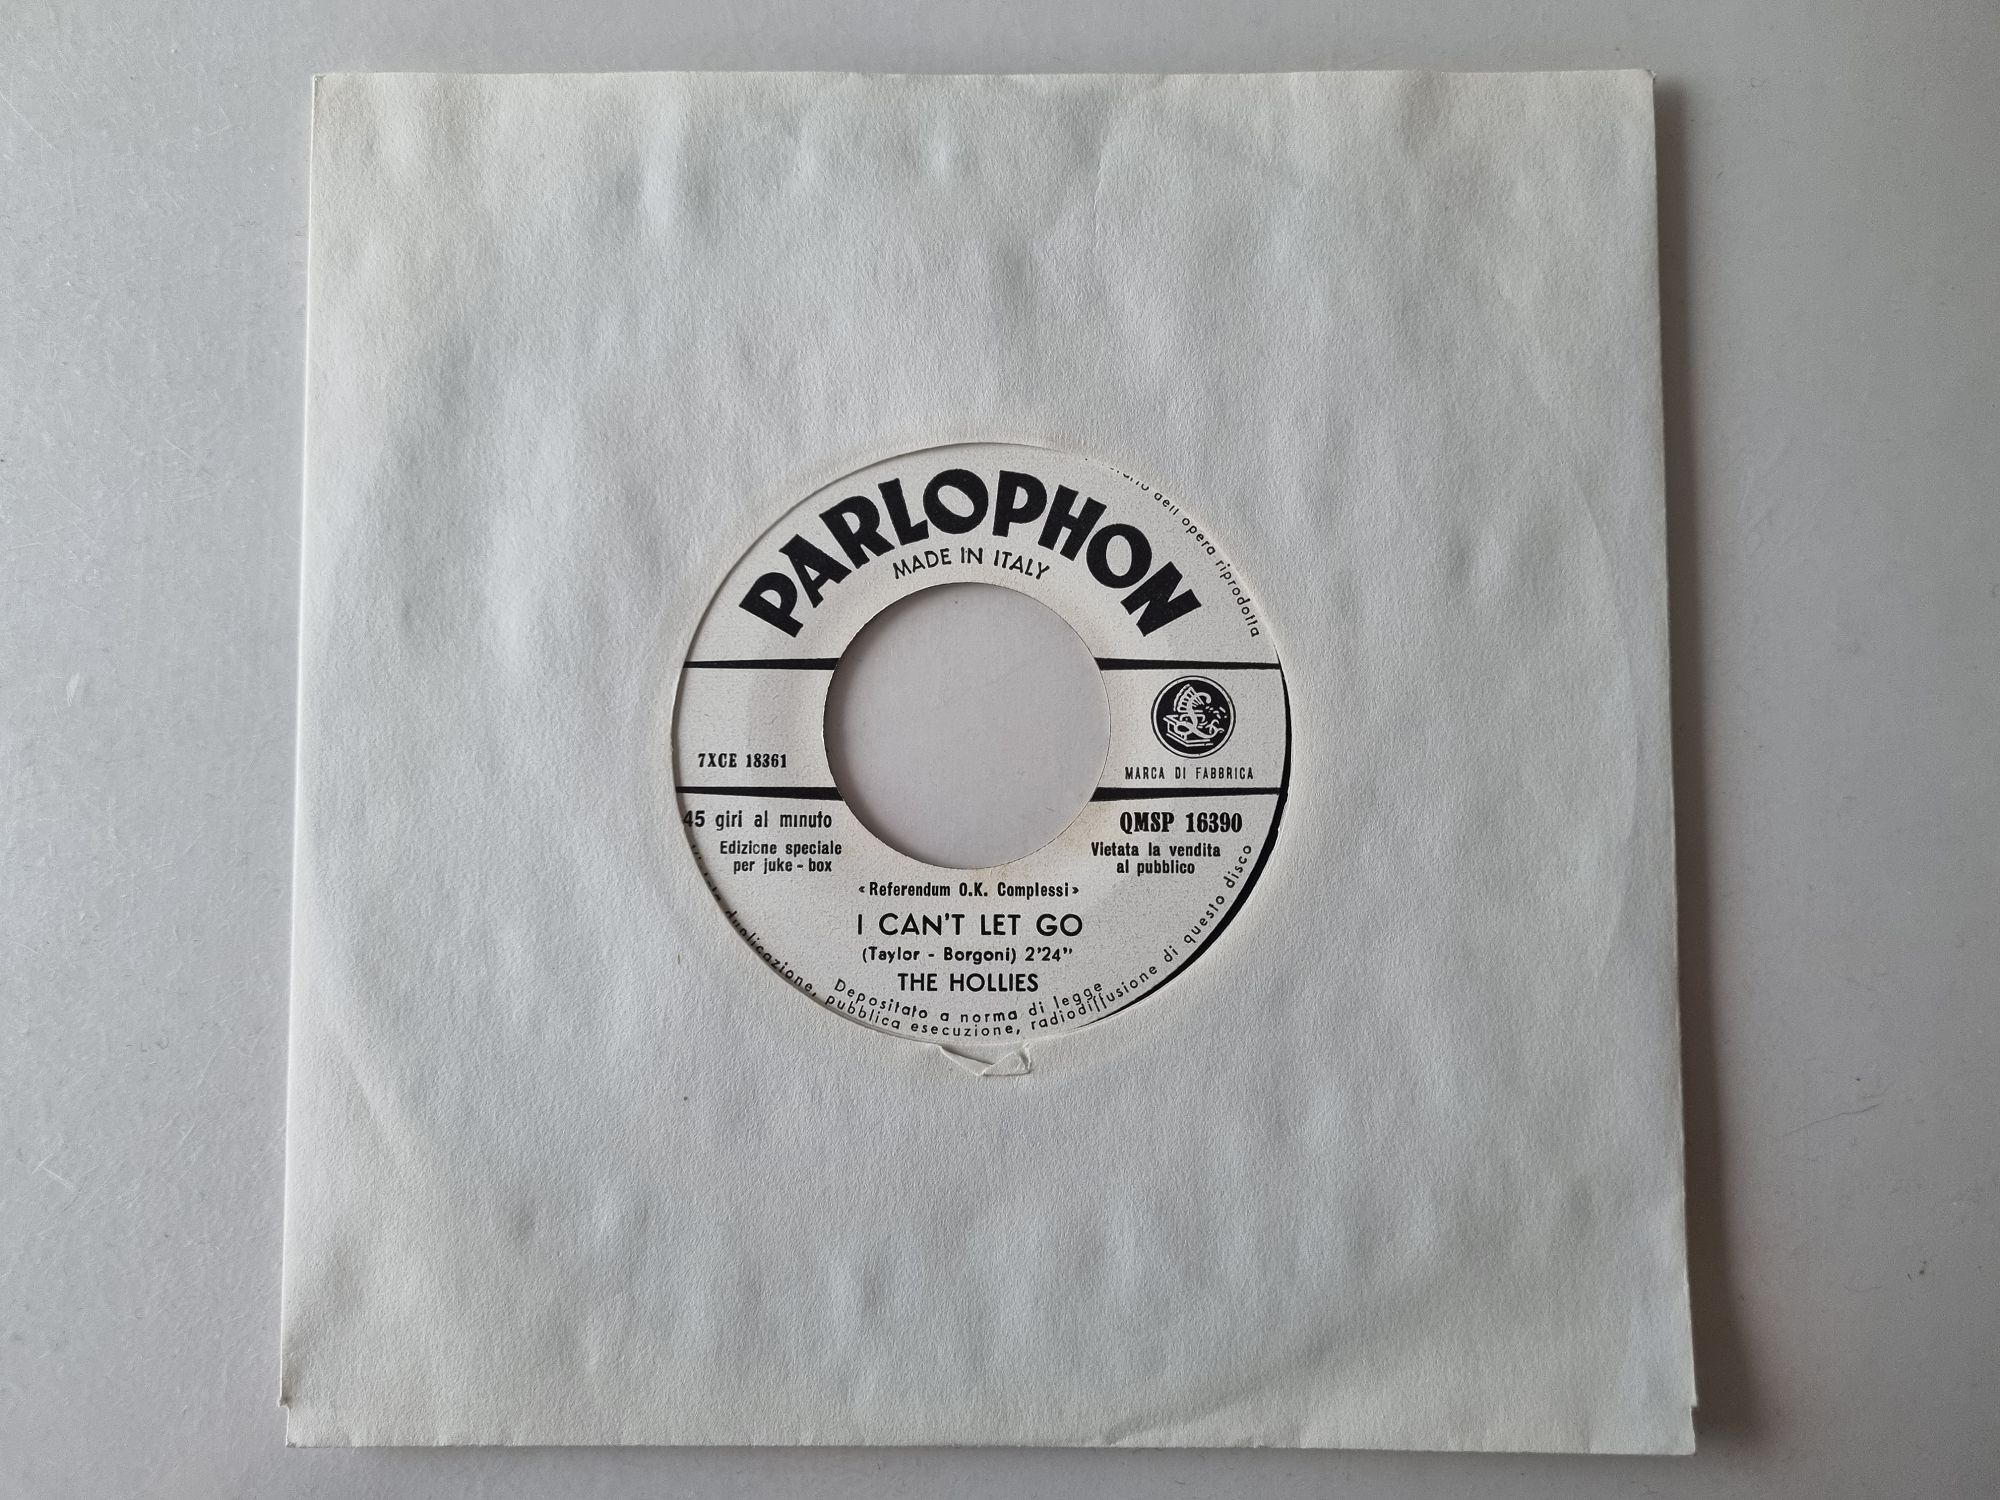 PARLOPHON
MADE IN ITALY
dell'opera riprodotta
7XCE 18361
MARCA DI FABBRICA
45 giri al minuto
QMSP 16390
Edizione speciale
per juke-box
Vietata la vendita
al pubblico
«Referendum O.K. Complessi»
I CAN'T LET GO
(Taylor - Borgoni) 2'24"
THE HOLLIES
Depositato a norma di legge
duplicazione, pubblica esecuzione, radiodiffusione di questo disco